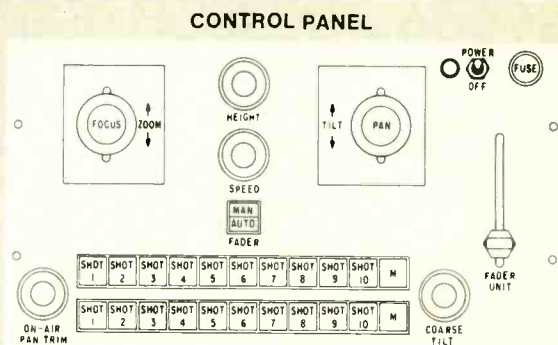 CONTROL PANEL
POWER
OFF
FUSE
FOCUS
ZOOM
HEIGHT
TILT
PAN
SPEED
MAN
AUTO
FADER
SHOT 1 SHOT 2 SHOT 3 SHOT 4 SHOT 5 SHOT 6 SHOT 7 SHOT 8 SHOT 9 SHOT 10 M
SHOT 1 SHOT 2 SHOT 3 SHOT 4 SHOT 5 SHOT 6 SHOT 7 SHOT 8 SHOT 9 SHOT 10 M
FADER
UNIT
ON-AIR
PAN TRIM
COARSE
TILT